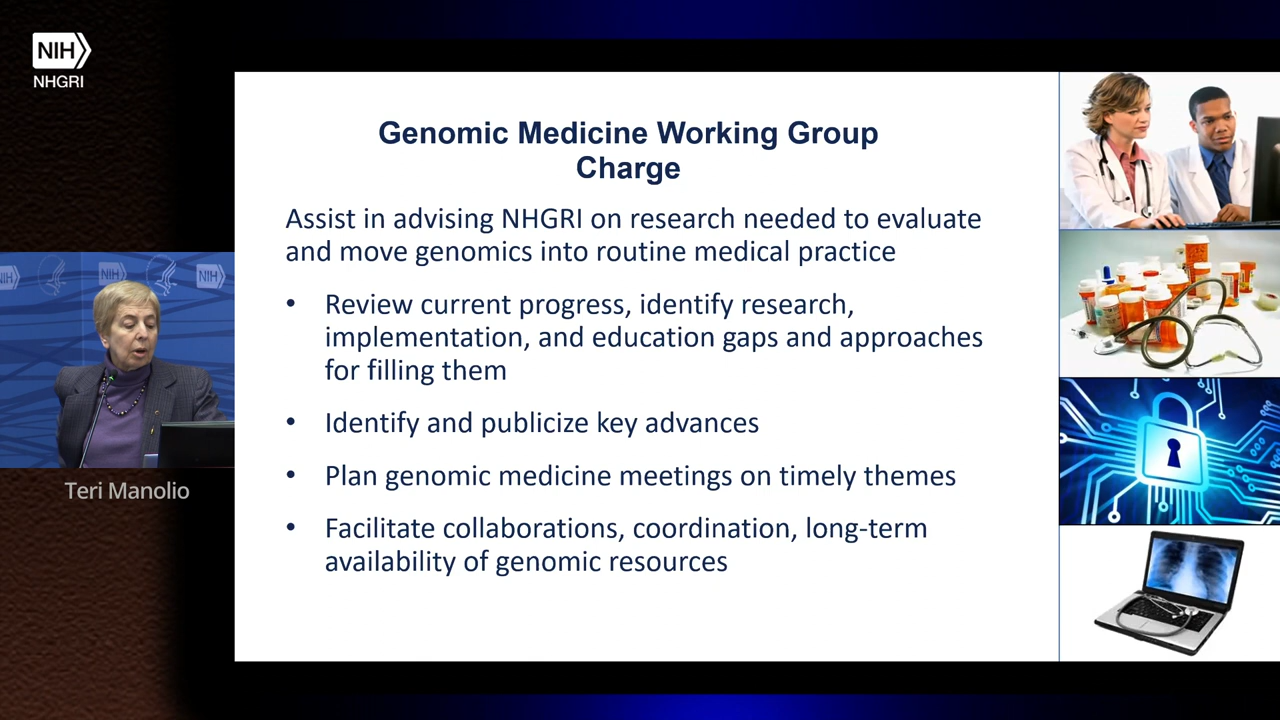 NIH
NHGRI
Genomic Medicine Working Group
Charge
Assist in advising NHGRI on research needed to evaluate
and move genomics into routine medical practice
• Review current progress, identify research,
implementation, and education gaps and approaches
for filling them
• Identify and publicize key advances
• Plan genomic medicine meetings on timely themes
• Facilitate collaborations, coordination, long-term
availability of genomic resources
NIH
NIH
NIH
Teri Manolio